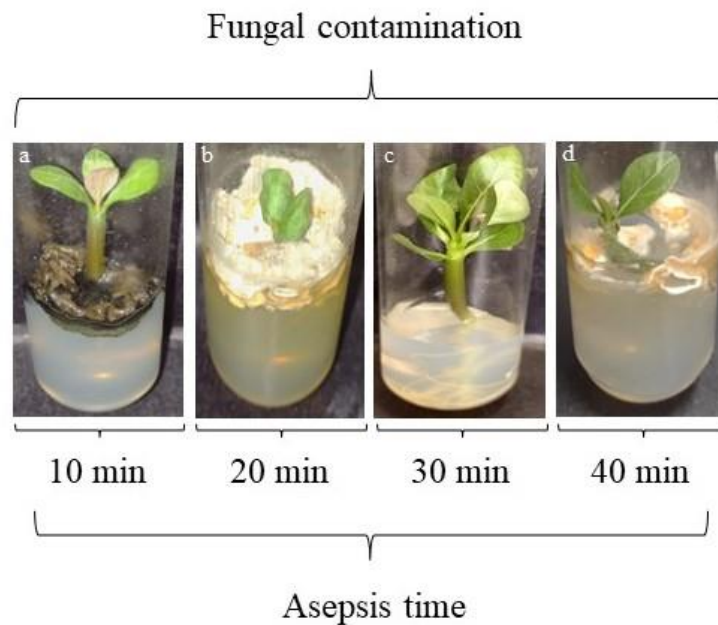 Fungal contamination
a
b
c
d
10 min
20 min
30 min
40 min
Asepsis time